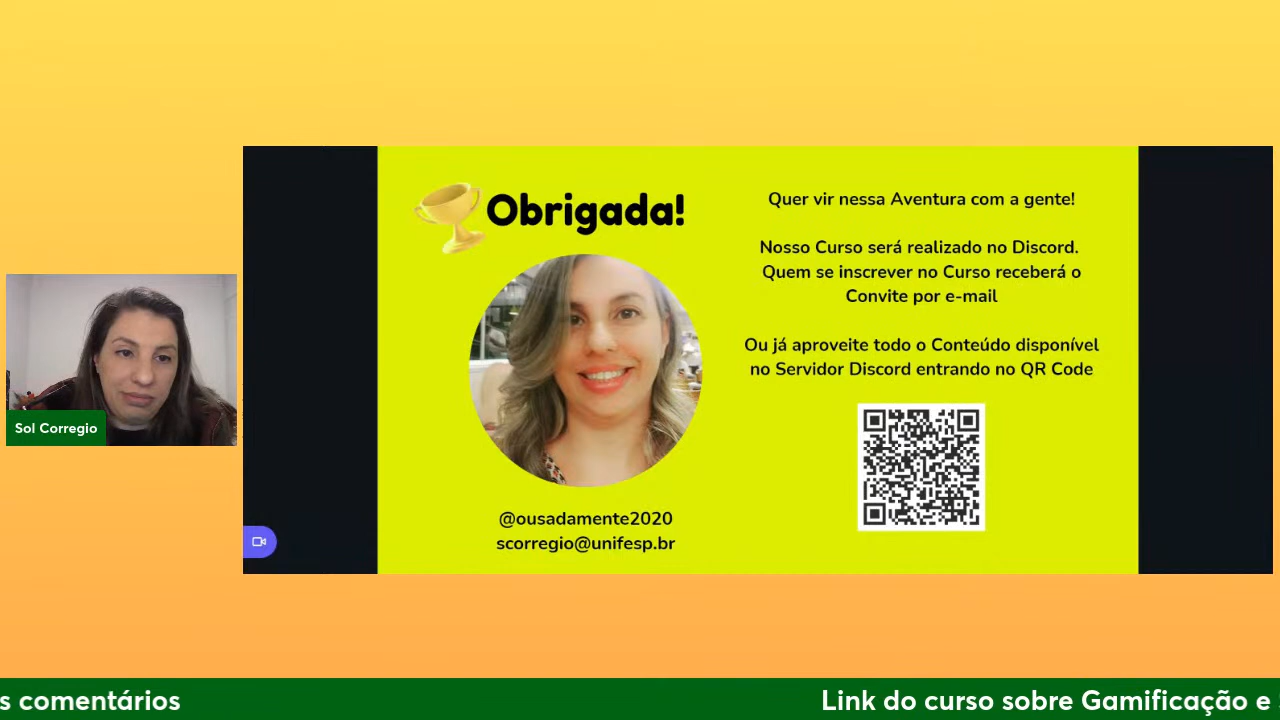 Obrigada!
@ousadamente2020
scorregio@unifesp.br
Quer vir nessa Aventura com a gente!
Nosso Curso será realizado no Discord.
Quem se inscrever no Curso receberá o
Convite por e-mail
Ou já aproveite todo o Conteúdo disponível
no Servidor Discord entrando no QR Code
Sol Corregio
s comentários
Link do curso sobre Gamificação e